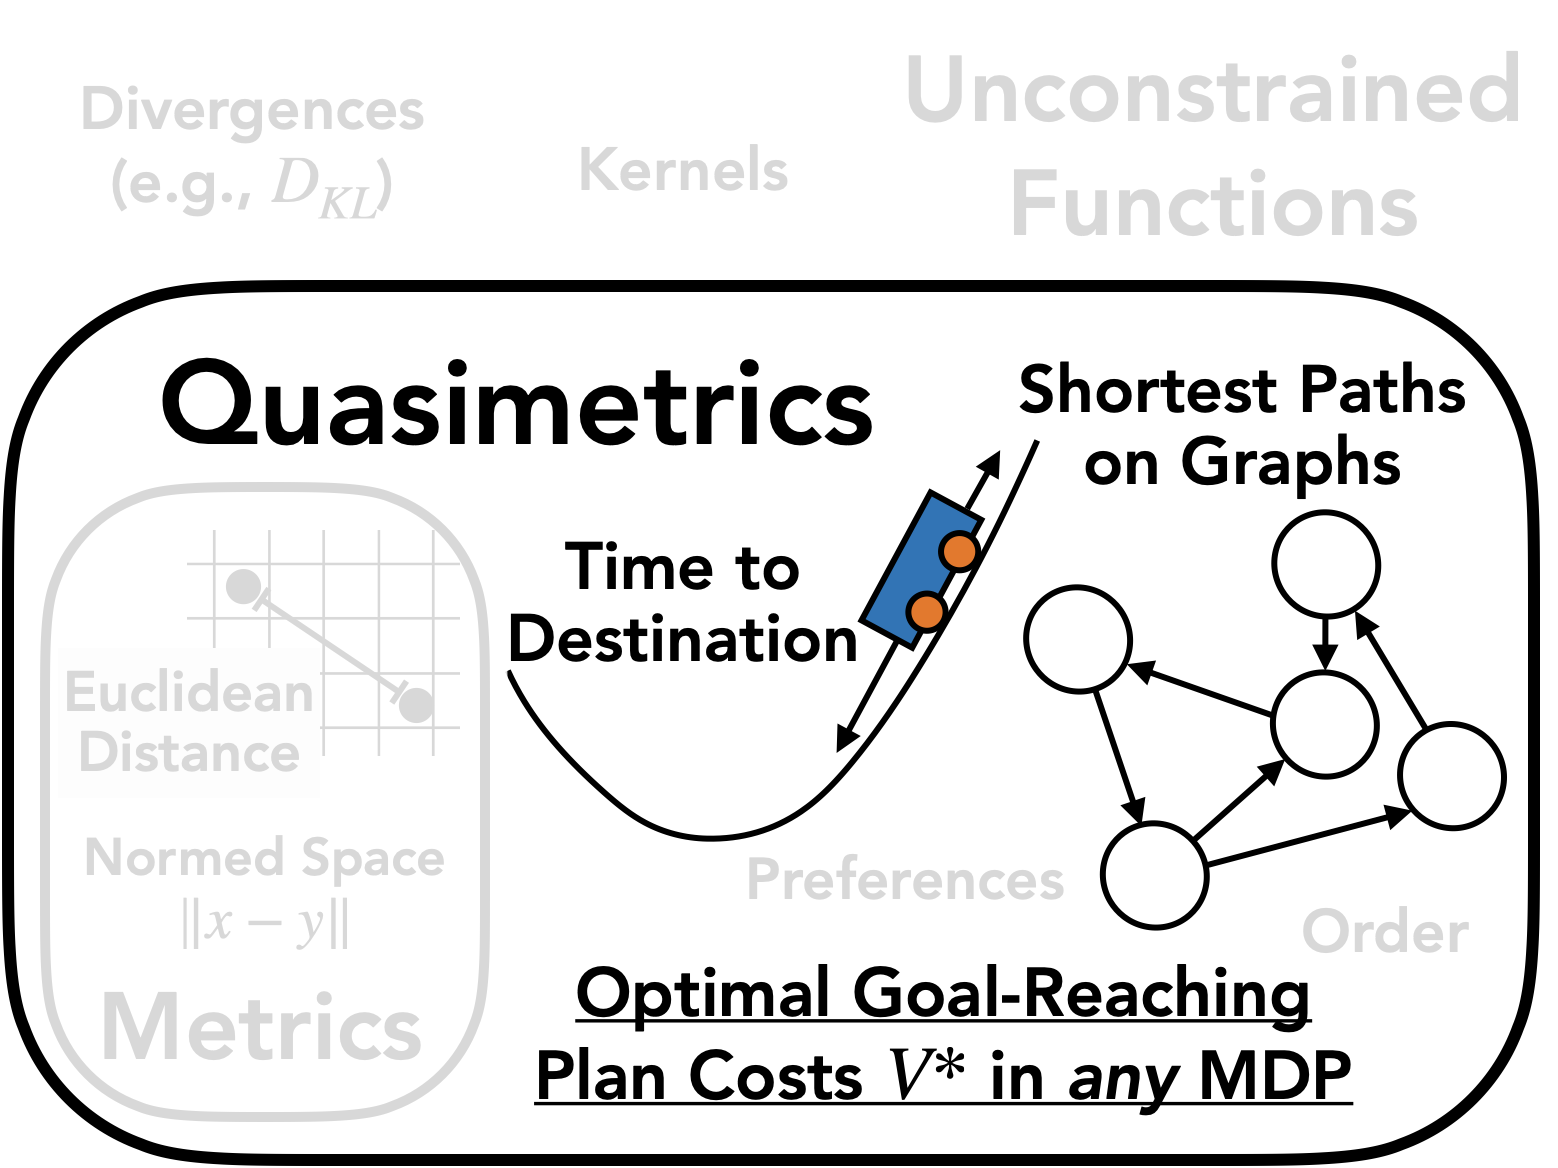 Divergences
(e.g., D_{KL})
Kernels
Unconstrained
Functions
Quasimetrics
Shortest Paths
on Graphs
Time to
Destination
Euclidean
Distance
Normed Space
||x − y||
Metrics
Preferences
Order
Optimal Goal-Reaching
Plan Costs V* in any MDP